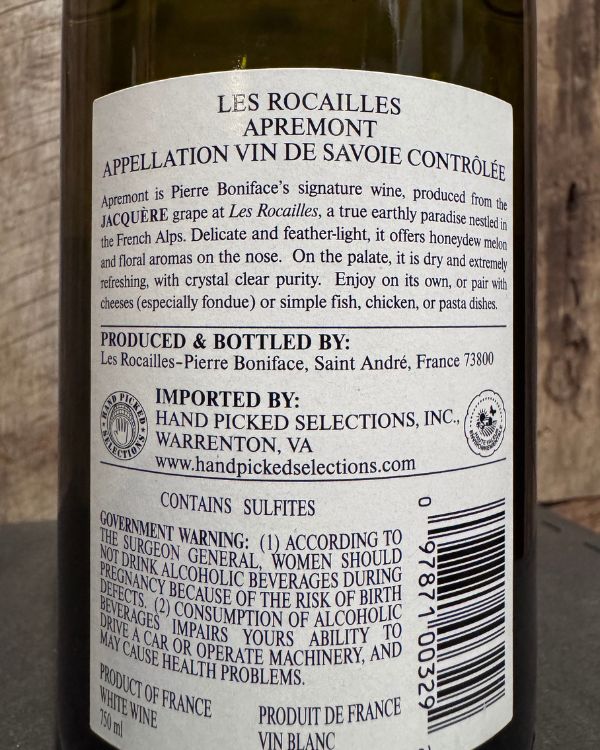 LES ROCAILLES
APREMONT
APPELLATION VIN DE SAVOIE CONTRÔLÉE
Apremont is Pierre Boniface's signature wine, produced from the
JACQUÈRE grape at Les Rocailles, a true earthly paradise nestled in
the French Alps. Delicate and feather-light, it offers honeydew melon
and floral aromas on the nose. On the palate, it is dry and extremely
refreshing, with crystal clear purity. Enjoy on its own, or pair with
cheeses (especially fondue) or simple fish, chicken, or pasta dishes.
PRODUCED & BOTTLED BY:
Les Rocailles-Pierre Boniface, Saint André, France 73800
HAND PICKED
SELECTIONS
IMPORTED BY:
HAND PICKED SELECTIONS, INC.,
WARRENTON, VA
www.handpickedselections.com
CONTAINS SULFITES
GOVERNMENT WARNING: (1) ACCORDING TO
THE SURGEON GENERAL, WOMEN SHOULD
NOT DRINK ALCOHOLIC BEVERAGES DURING
PREGNANCY BECAUSE OF THE RISK OF BIRTH
DEFECTS. (2) CONSUMPTION OF ALCOHOLIC
BEVERAGES IMPAIRS YOURS ABILITY TO
DRIVE A CAR OR OPERATE MACHINERY, AND
MAY CAUSE HEALTH PROBLEMS.
0 97871 00329
PRODUCT OF FRANCE
WHITE WINE
750 ml
PRODUIT DE FRANCE
VIN BLANC